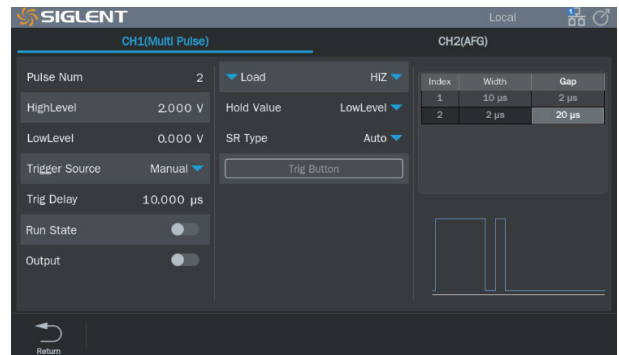 SIGLENT
Local
1
CH1(Multi Pulse)
CH2(AFG)
Pulse Num 2
HighLevel 2.000 V
LowLevel 0.000 V
Trigger Source Manual
Trig Delay 10.000 μs
Run State
Output
Load HiZ
Hold Value LowLevel
SR Type Auto
Trig Button
Index Width Gap
1 10 μs 2 μs
2 2 μs 20 μs
Return